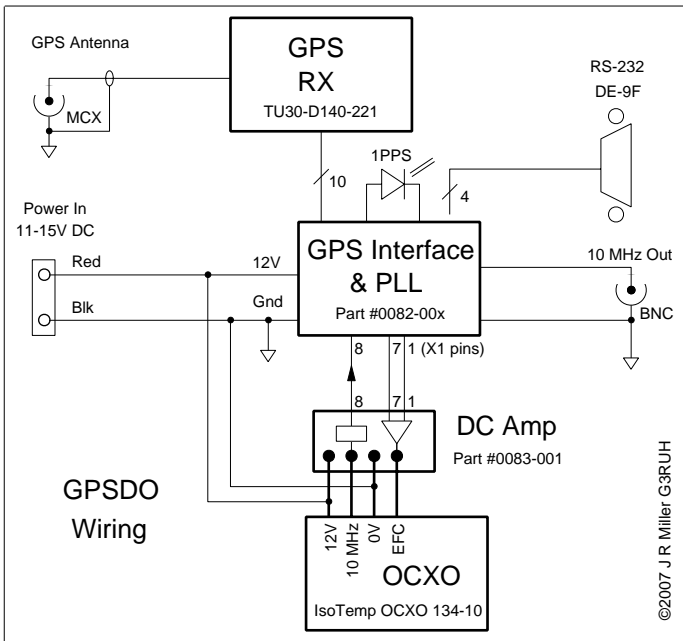 GPS Antenna
GPS
RX
TU30-D140-221
RS-232
DE-9F
MCX
1PPS
10
4
Power In
11-15V DC
Red
12V
GPS Interface
& PLL
Part #0082-00x
10 MHz Out
Blk
Gnd
BNC
8
7
1 (X1 pins)
8
7
1
DC Amp
Part #0083-001
GPSDO
Wiring
12V
10 MHz
0V
EFC
OCXO
IsoTemp OCXO 134-10
©2007 J R Miller G3RUH